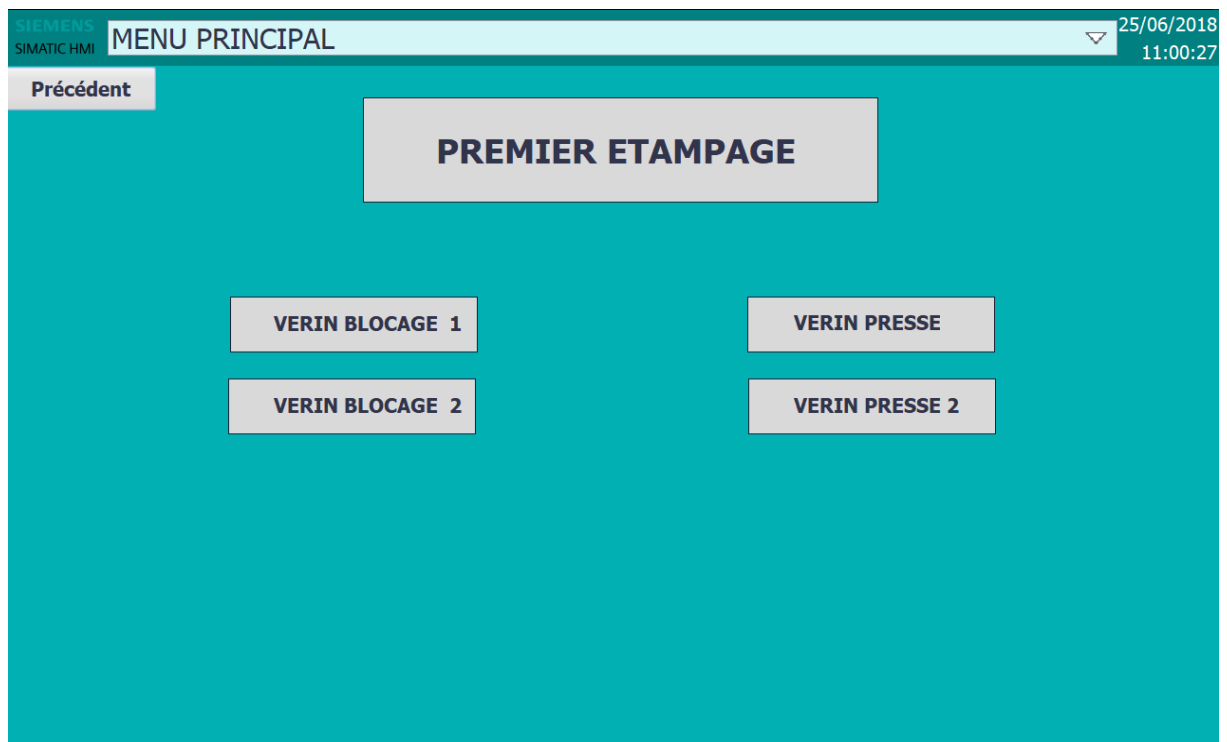 SIEMENS
SIMATIC HMI
MENU PRINCIPAL
25/06/2018
11:00:27
Précédent
PREMIER ETAMPAGE
VERIN BLOCAGE 1
VERIN PRESSE
VERIN BLOCAGE 2
VERIN PRESSE 2